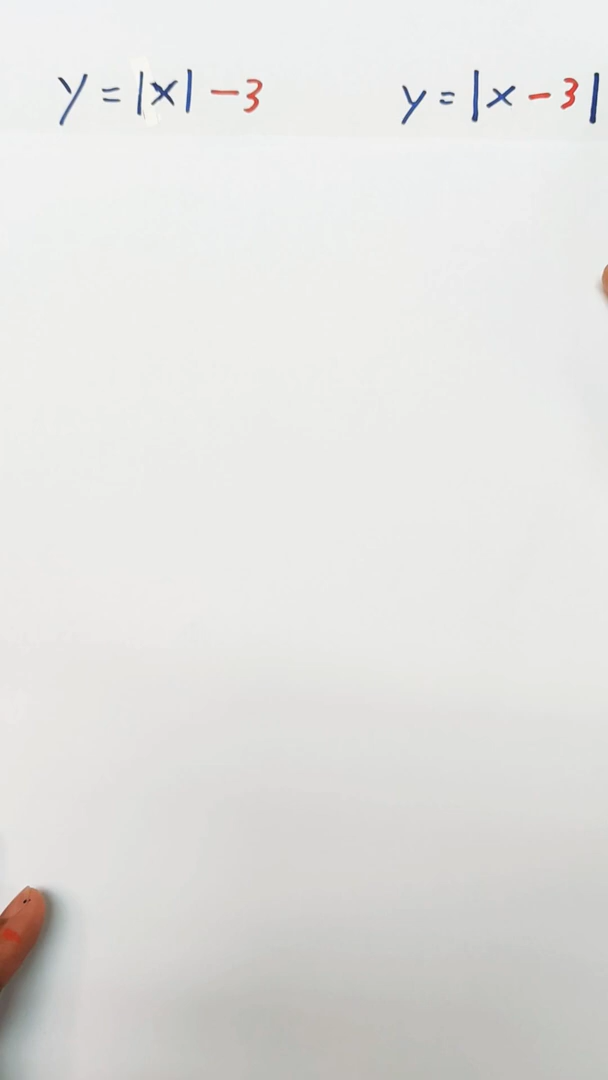 y = |x| - 3
y = |x - 3|